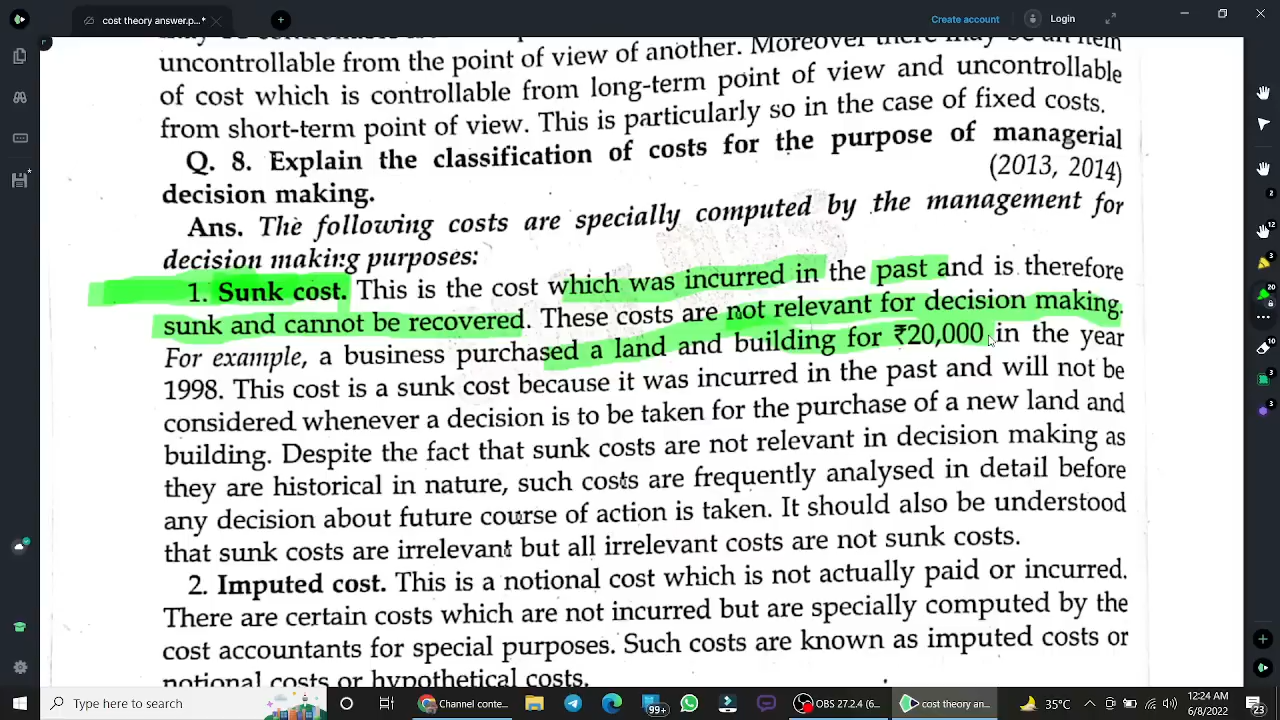 cost theory answer.p...
Create account
Login
uncontrollable from the point of view of another. Moreover there may be an item
of cost which is controllable from long-term point of view and uncontrollable
from short-term point of view. This is particularly so in the case of fixed costs.
Q. 8. Explain the classification of costs for the purpose of managerial
decision making. (2013, 2014)
Ans. The following costs are specially computed by the management for
decision making purposes:
1. Sunk cost. This is the cost which was incurred in the past and is therefore
sunk and cannot be recovered. These costs are not relevant for decision making.
For example, a business purchased a land and building for ₹20,000 in the year
1998. This cost is a sunk cost because it was incurred in the past and will not be
considered whenever a decision is to be taken for the purchase of a new land and
building. Despite the fact that sunk costs are not relevant in decision making as
they are historical in nature, such costs are frequently analysed in detail before
any decision about future course of action is taken. It should also be understood
that sunk costs are irrelevant but all irrelevant costs are not sunk costs.
2. Imputed cost. This is a notional cost which is not actually paid or incurred.
There are certain costs which are not incurred but are specially computed by the
cost accountants for special purposes. Such costs are known as imputed costs or
notional costs or hypothetical costs.
2
12
3
20
10
3
3
Type here to search
Channel conte...
99+
OBS 27.2.4 (6...
cost theory an...
35°C
12:24 AM
6/8/2022
23